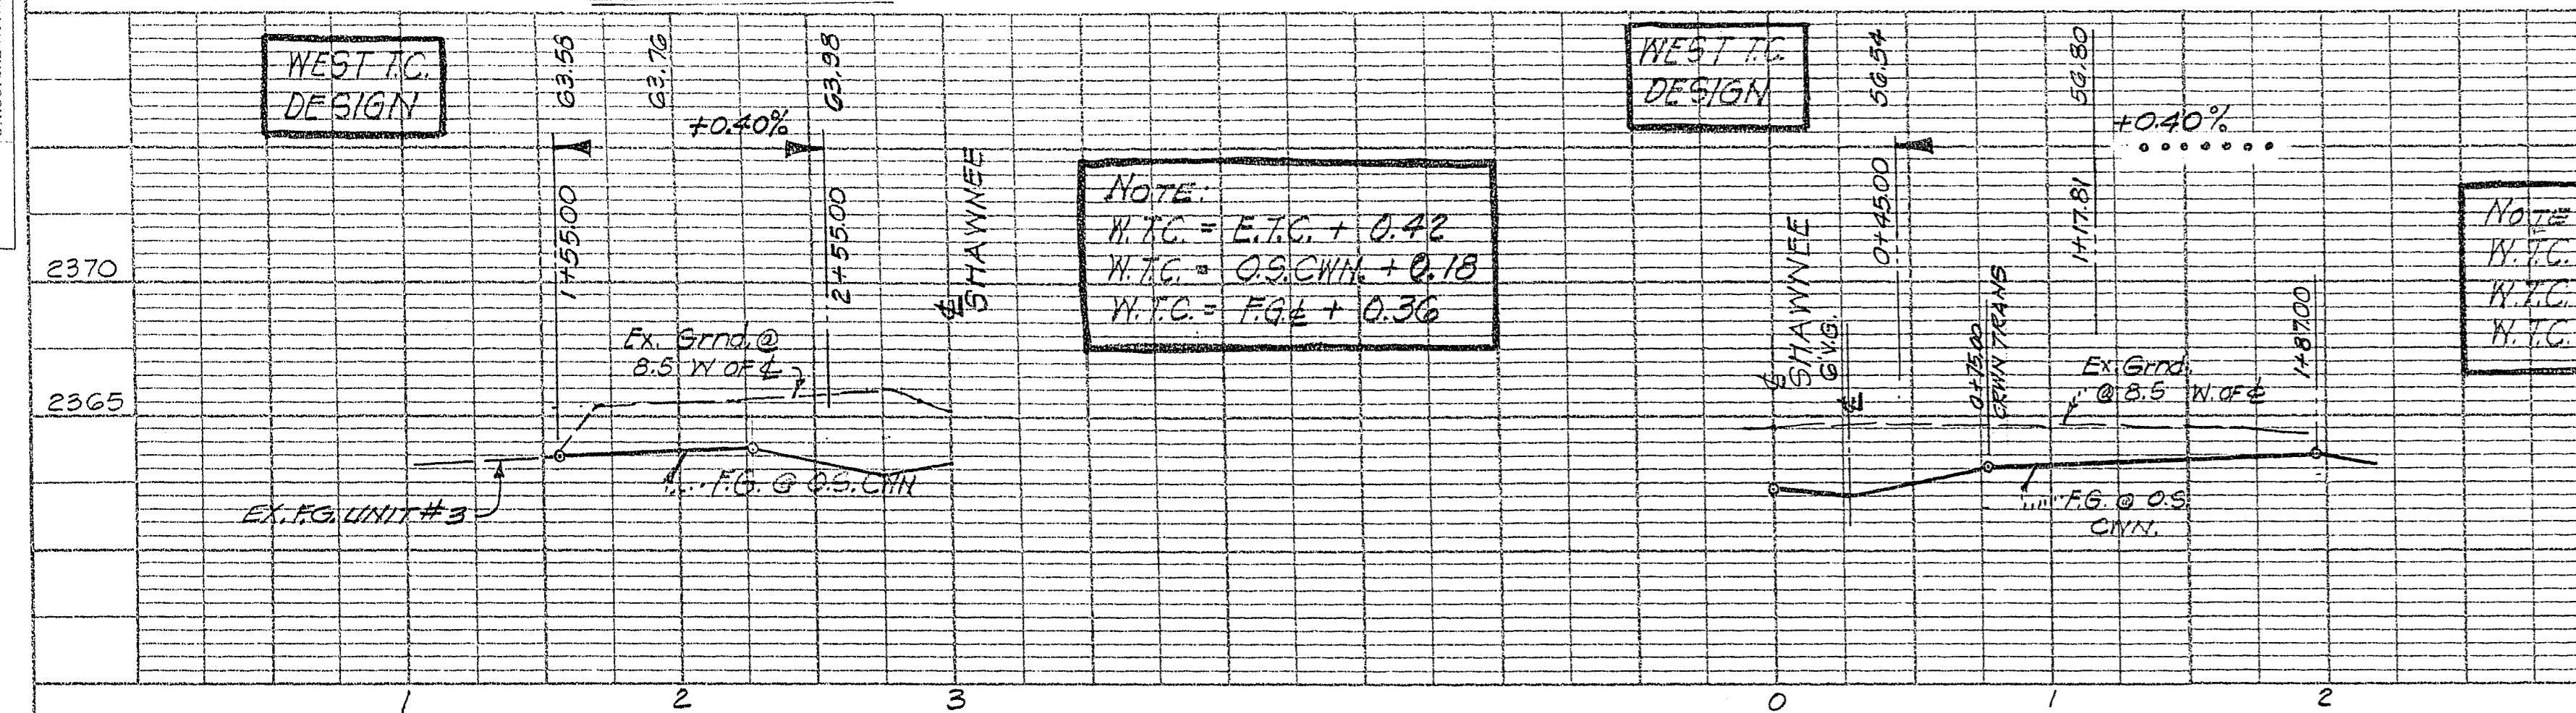 WEST T.C.
DESIGN
63.58
63.76
63.98
+0.40%
1+55.00
2+55.00
℄ SHAWNEE
NOTE:
W.T.C. = E.T.C. + 0.42
W.T.C. = O.S.CWN. + 0.18
W.T.C. = F.G.℄ + 0.36
2370
2365
Ex. Grnd. @
8.5 W OF ℄
F.G. @ O.S. CWN
EX. F.G. UNIT #3
1
2
3
WEST T.C.
DESIGN
56.54
56.80
+0.40%
0+45.00
1+17.81
℄ SHAWNEE
6' V.G.
℄
0+75.00
CRWN TRANS
Ex. Grnd.
@ 8.5 W. OF ℄
1+87.00
F.G. @ O.S.
CWN.
NOTE
W.T.C.
W.T.C.
W.T.C.
0
1
2